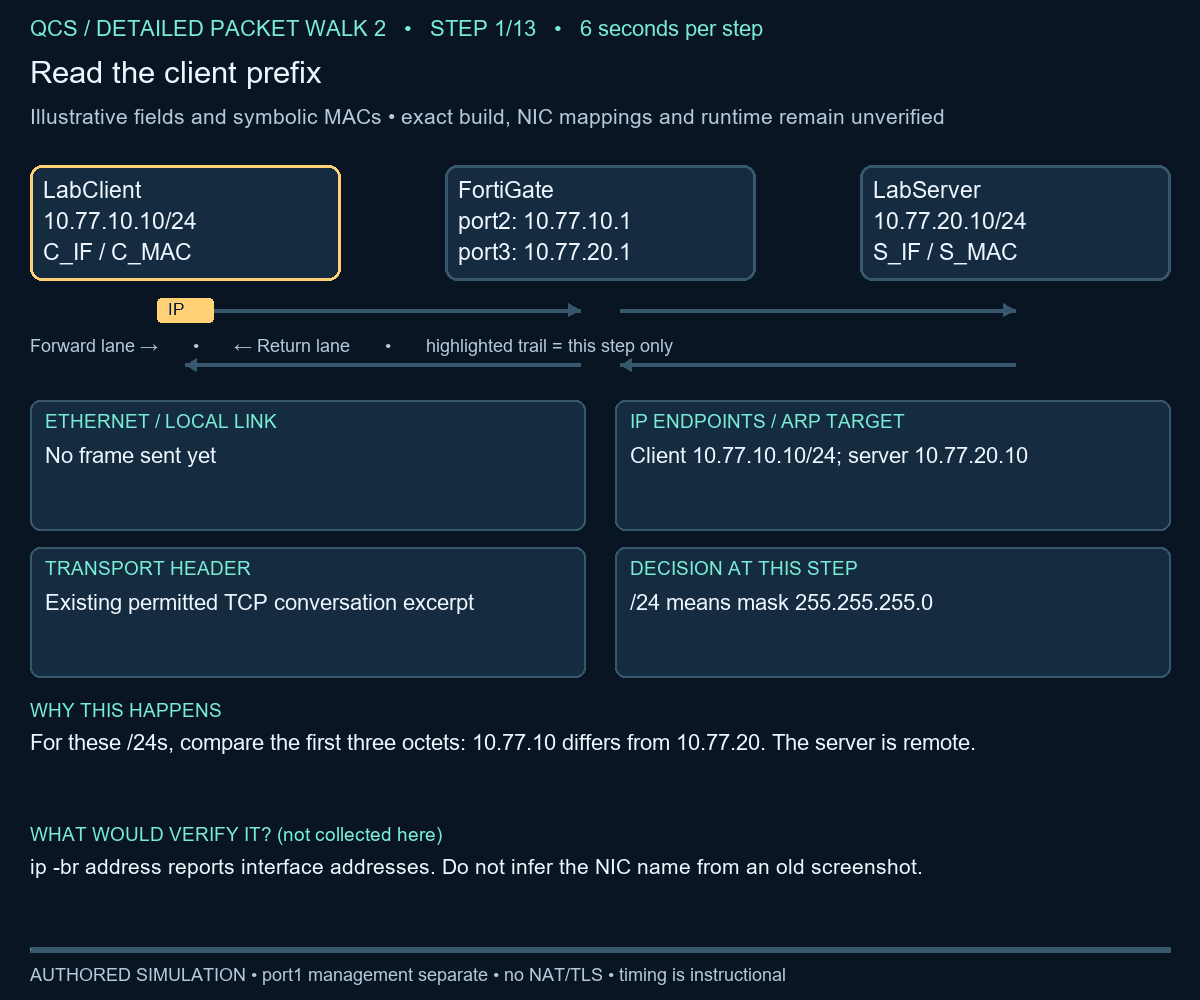 QCS / DETAILED PACKET WALK 2 • STEP 1/13 • 6 seconds per step
Read the client prefix
Illustrative fields and symbolic MACs • exact build, NIC mappings and runtime remain unverified
LabClient
10.77.10.10/24
C_IF / C_MAC
FortiGate
port2: 10.77.10.1
port3: 10.77.20.1
LabServer
10.77.20.10/24
S_IF / S_MAC
IP
Forward lane → • ← Return lane • highlighted trail = this step only
ETHERNET / LOCAL LINK
No frame sent yet
IP ENDPOINTS / ARP TARGET
Client 10.77.10.10/24; server 10.77.20.10
TRANSPORT HEADER
Existing permitted TCP conversation excerpt
DECISION AT THIS STEP
/24 means mask 255.255.255.0
WHY THIS HAPPENS
For these /24s, compare the first three octets: 10.77.10 differs from 10.77.20. The server is remote.
WHAT WOULD VERIFY IT? (not collected here)
ip -br address reports interface addresses. Do not infer the NIC name from an old screenshot.
AUTHORED SIMULATION • port1 management separate • no NAT/TLS • timing is instructional